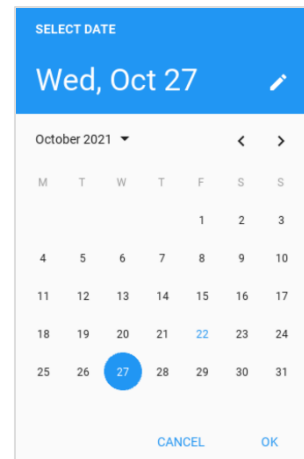 SELECT DATE
Wed, Oct 27
October 2021
M T W T F S S
1 2 3
4 5 6 7 8 9 10
11 12 13 14 15 16 17
18 19 20 21 22 23 24
25 26 27 28 29 30 31
CANCEL OK